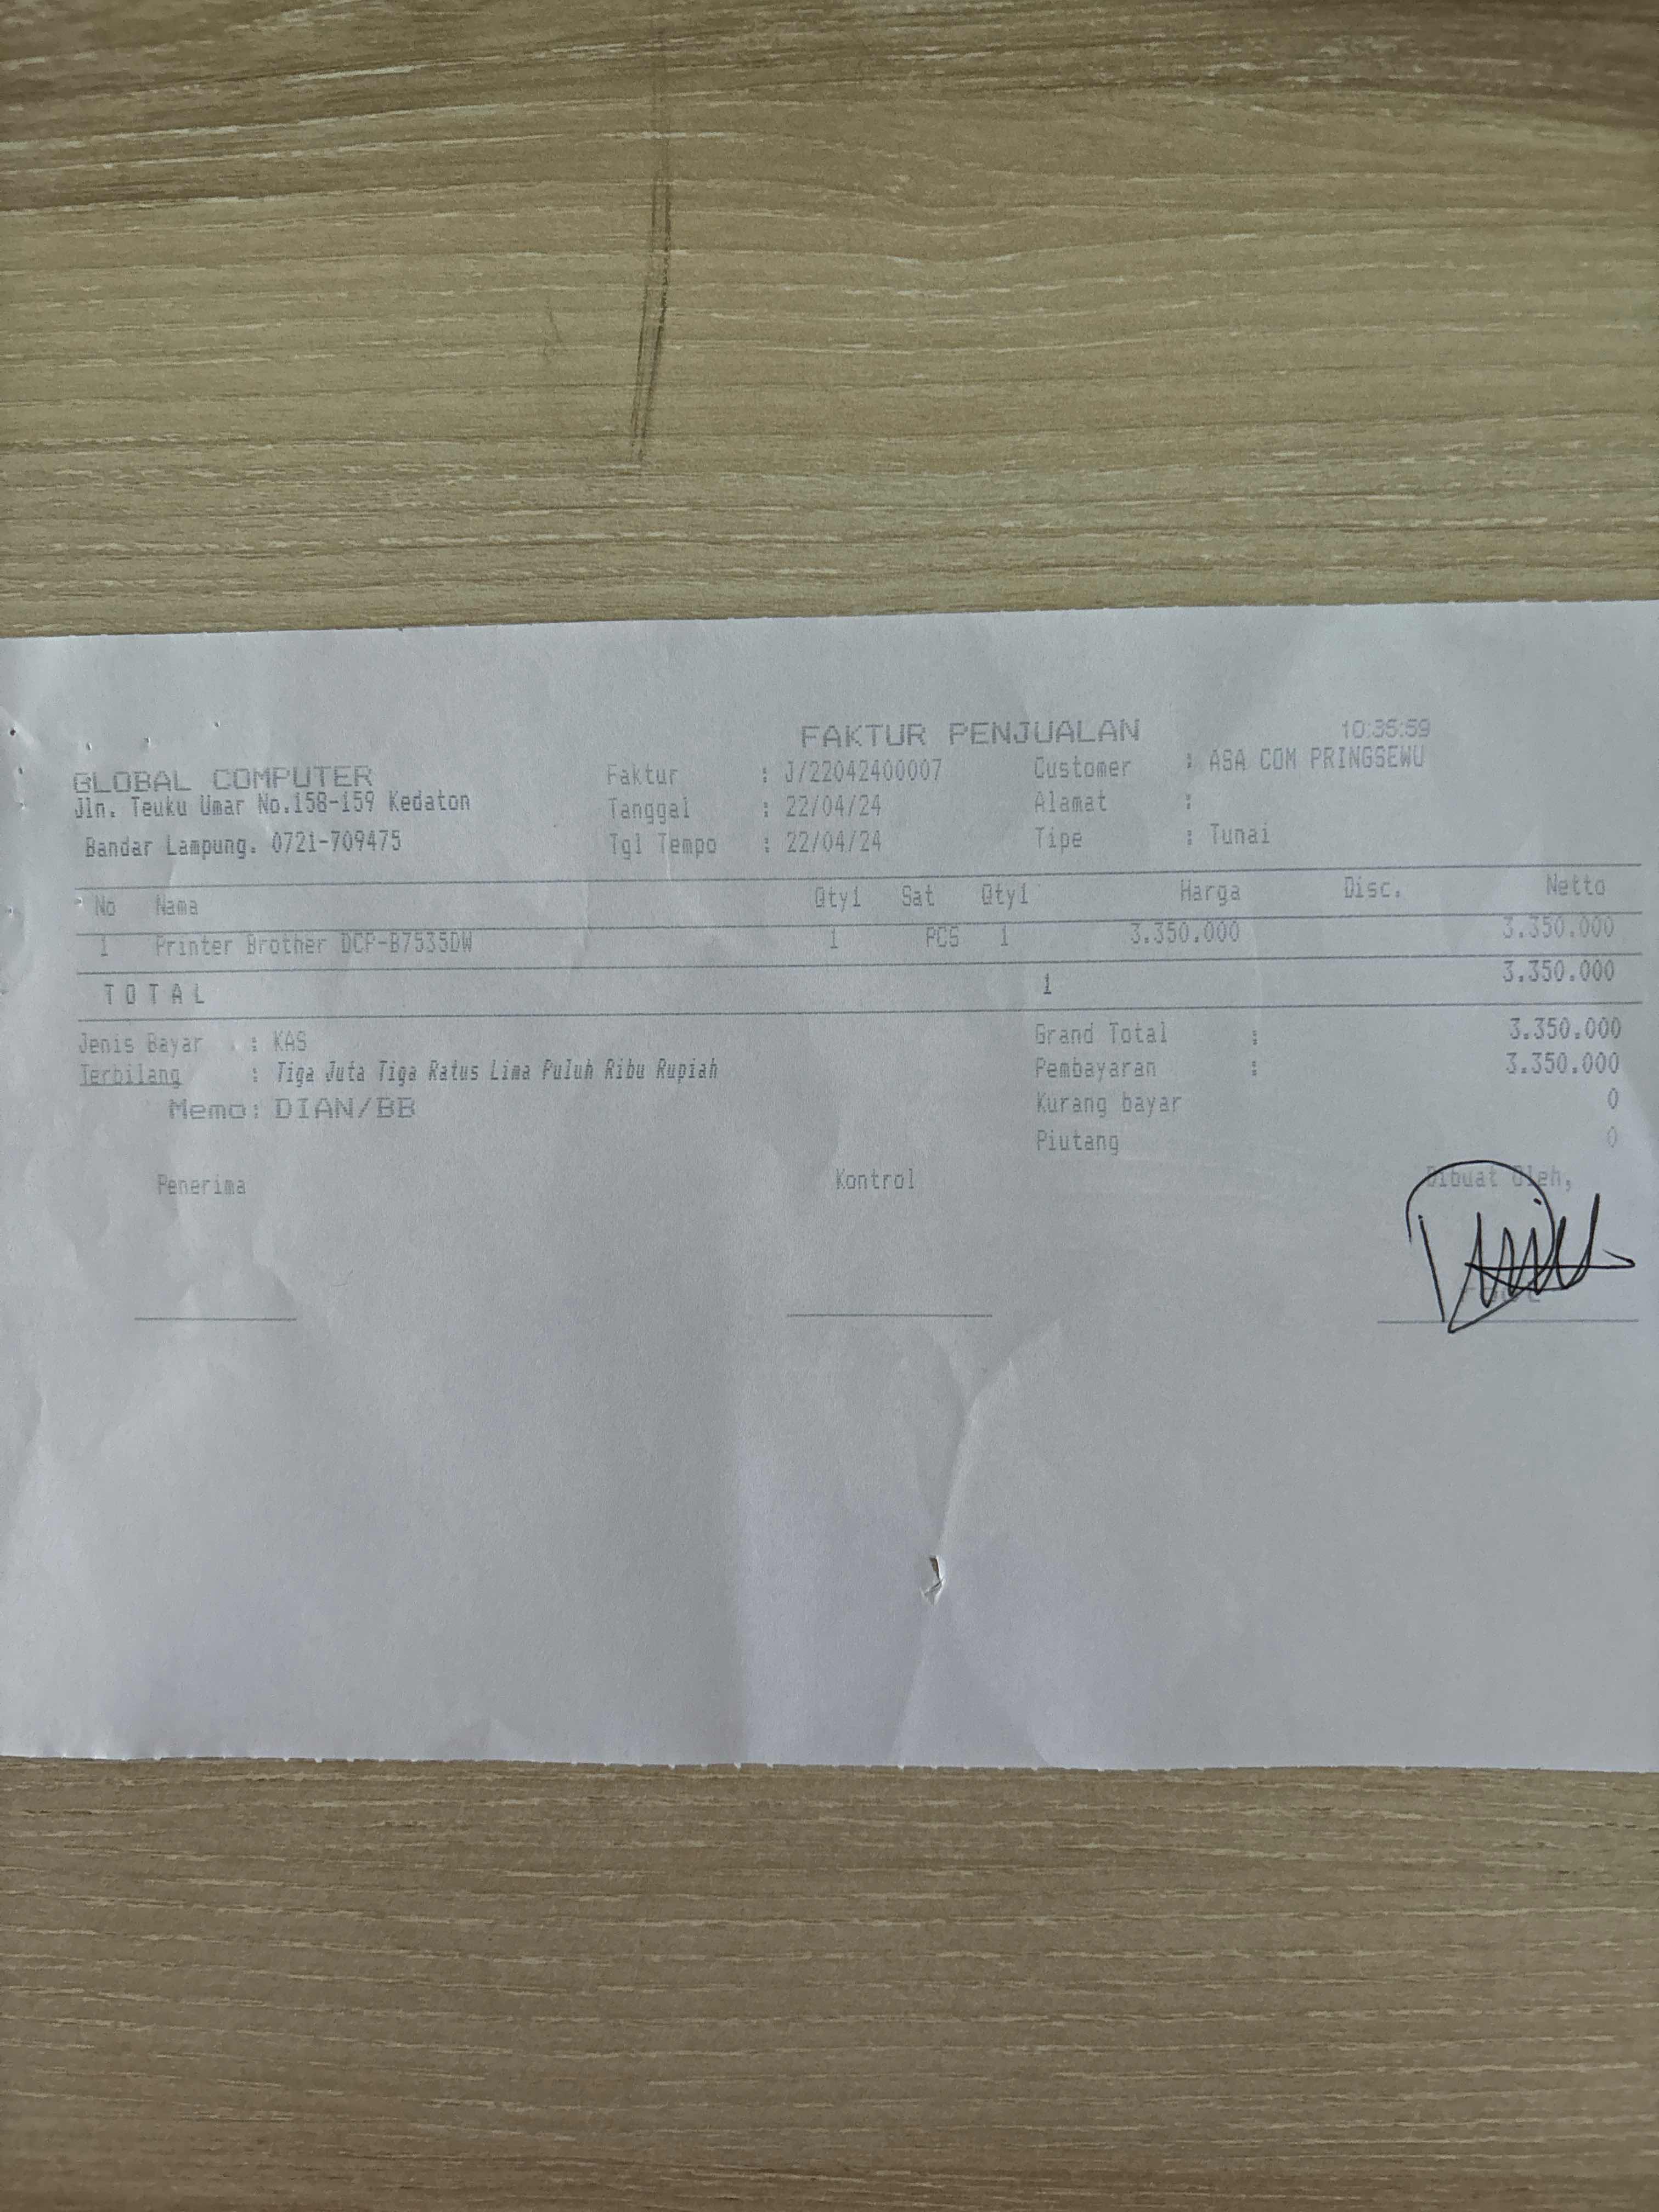 FAKTUR PENJUALAN 10:35:59
GLOBAL COMPUTER
Jln. Teuku Umar No.158-159 Kedaton
Bandar Lampung. 0721-709475
Faktur : J/22042400007
Tanggal : 22/04/24
Tgl Tempo : 22/04/24
Customer : ASA COM PRINGSEWU
Alamat :
Tipe : Tunai
No Nama Qty1 Sat Qty1 Harga Disc. Netto
1 Printer Brother DCP-B7535DW 1 PCS 1 3.350.000 3.350.000
T O T A L 1 3.350.000
Jenis Bayar : KAS
Terbilang : Tiga Juta Tiga Ratus Lima Puluh Ribu Rupiah
Memo: DIAN/BB
Grand Total : 3.350.000
Pembayaran : 3.350.000
Kurang bayar 0
Piutang 0
Penerima Kontrol Dibuat Oleh,